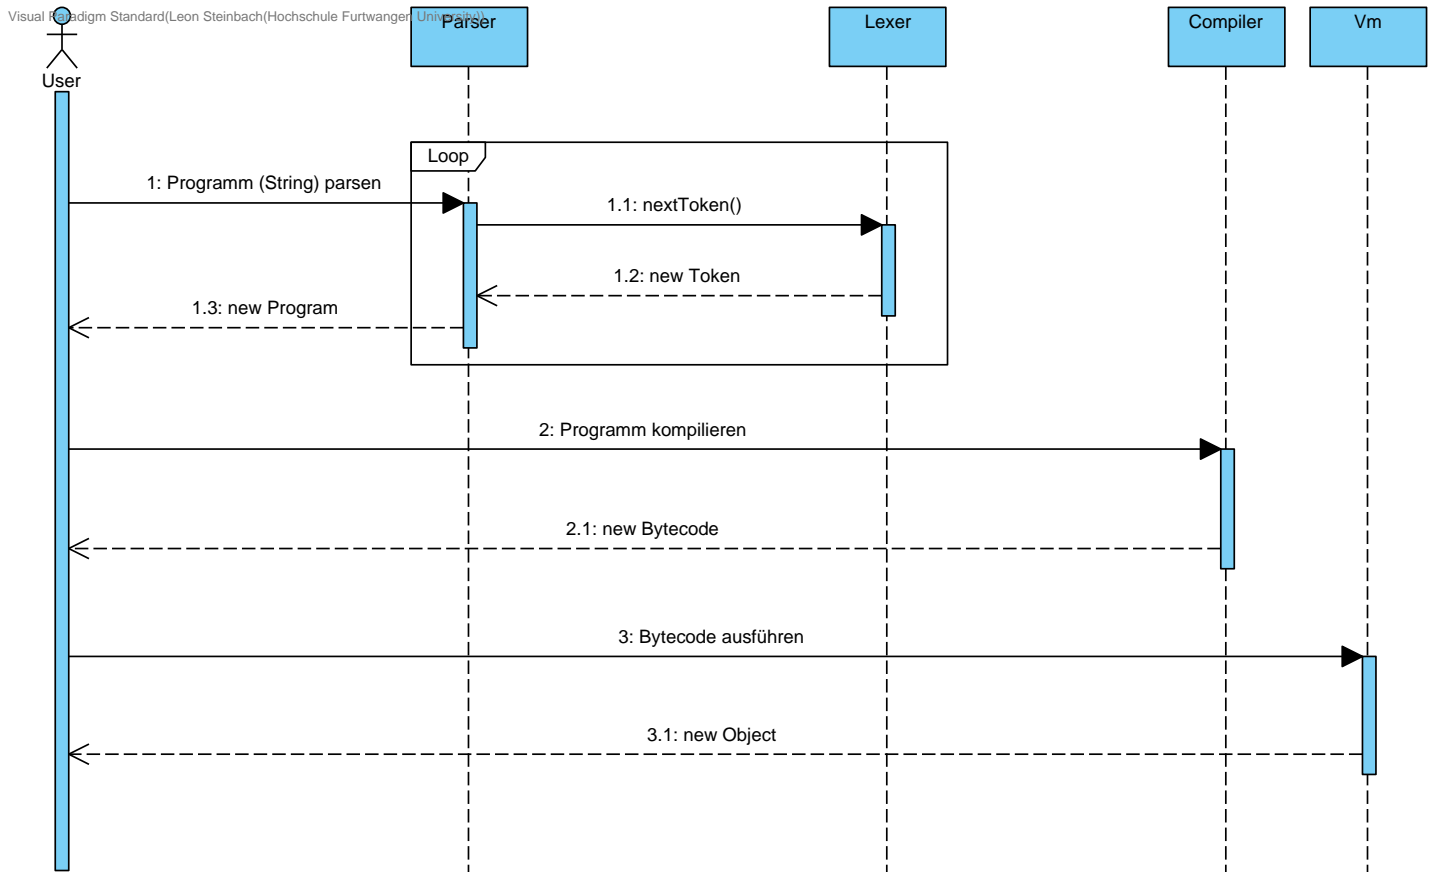 Visual Paradigm Standard(Leon Steinbach(Hochschule Furtwangen University))
User
Parser
Lexer
Compiler
Vm
Loop
1: Programm (String) parsen
1.1: nextToken()
1.2: new Token
1.3: new Program
2: Programm kompilieren
2.1: new Bytecode
3: Bytecode ausführen
3.1: new Object